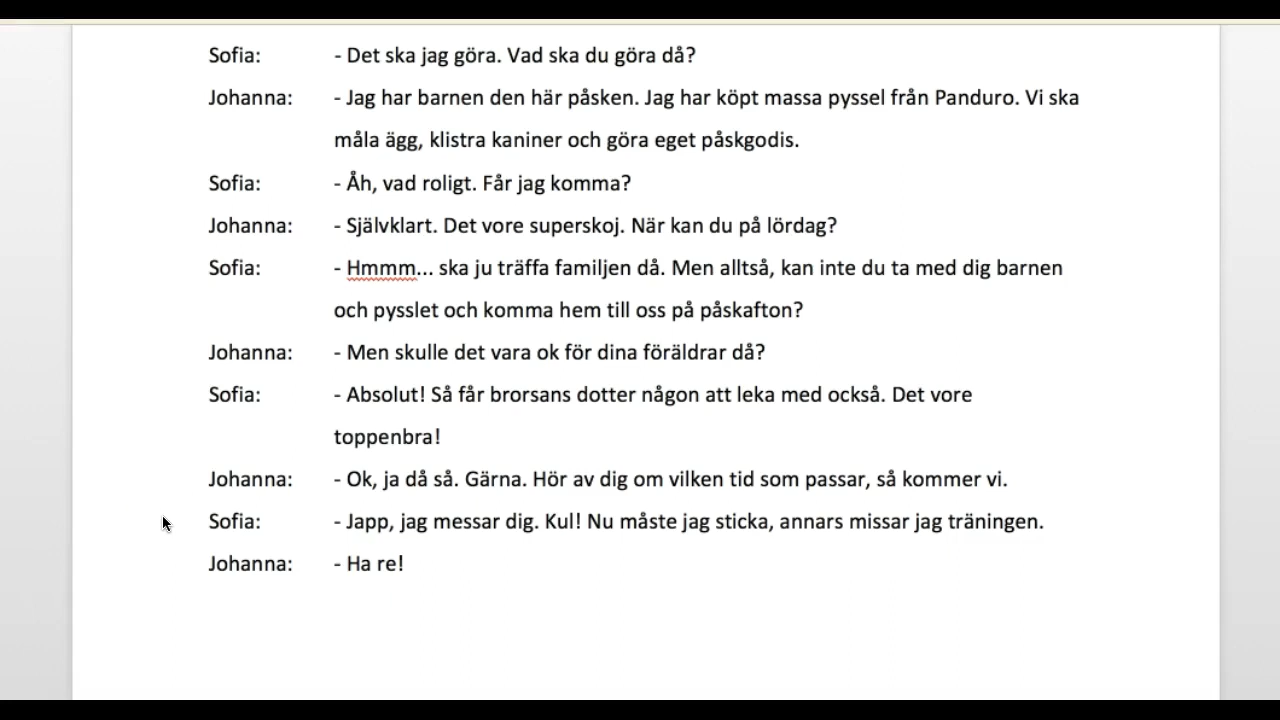 Sofia: - Det ska jag göra. Vad ska du göra då?
Johanna: - Jag har barnen den här påsken. Jag har köpt massa pyssel från Panduro. Vi ska
måla ägg, klistra kaniner och göra eget påskgodis.
Sofia: - Åh, vad roligt. Får jag komma?
Johanna: - Självklart. Det vore superskoj. När kan du på lördag?
Sofia: - Hmmm... ska ju träffa familjen då. Men alltså, kan inte du ta med dig barnen
och pysslet och komma hem till oss på påskafton?
Johanna: - Men skulle det vara ok för dina föräldrar då?
Sofia: - Absolut! Så får brorsans dotter någon att leka med också. Det vore
toppenbra!
Johanna: - Ok, ja då så. Gärna. Hör av dig om vilken tid som passar, så kommer vi.
Sofia: - Japp, jag messar dig. Kul! Nu måste jag sticka, annars missar jag träningen.
Johanna: - Ha re!